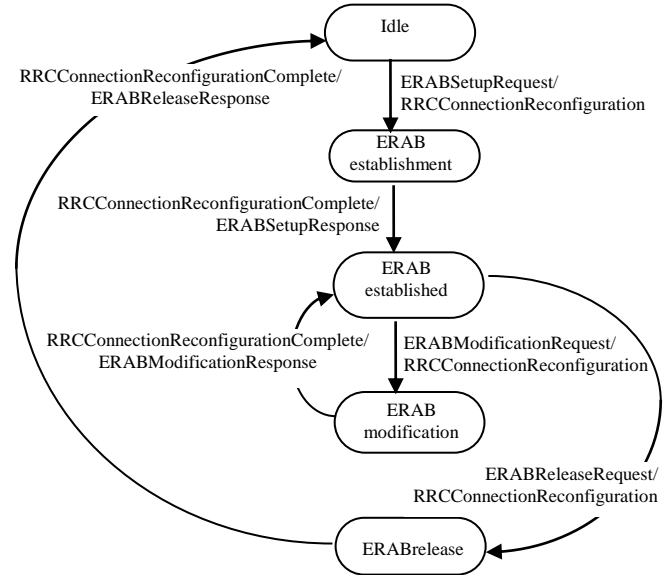 Idle
RRCConnectionReconfigurationComplete/
ERABReleaseResponse
ERABSetupRequest/
RRCConnectionReconfiguration
ERAB
establishment
RRCConnectionReconfigurationComplete/
ERABSetupResponse
ERAB
established
RRCConnectionReconfigurationComplete/
ERABModificationResponse
ERABModificationRequest/
RRCConnectionReconfiguration
ERAB
modification
ERABReleaseRequest/
RRCConnectionReconfiguration
ERABrelease